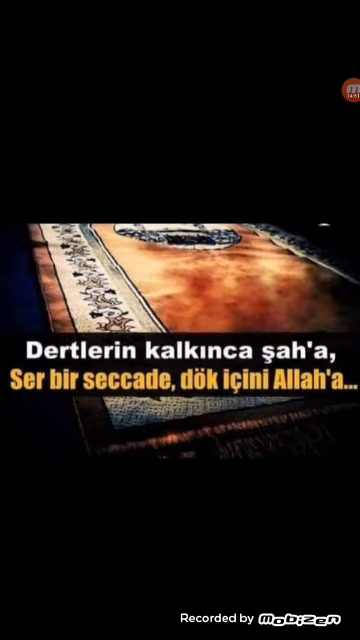 Dertlerin kalkınca şah'a,
Ser bir seccade, dök içini Allah'a...
Recorded by mobizen